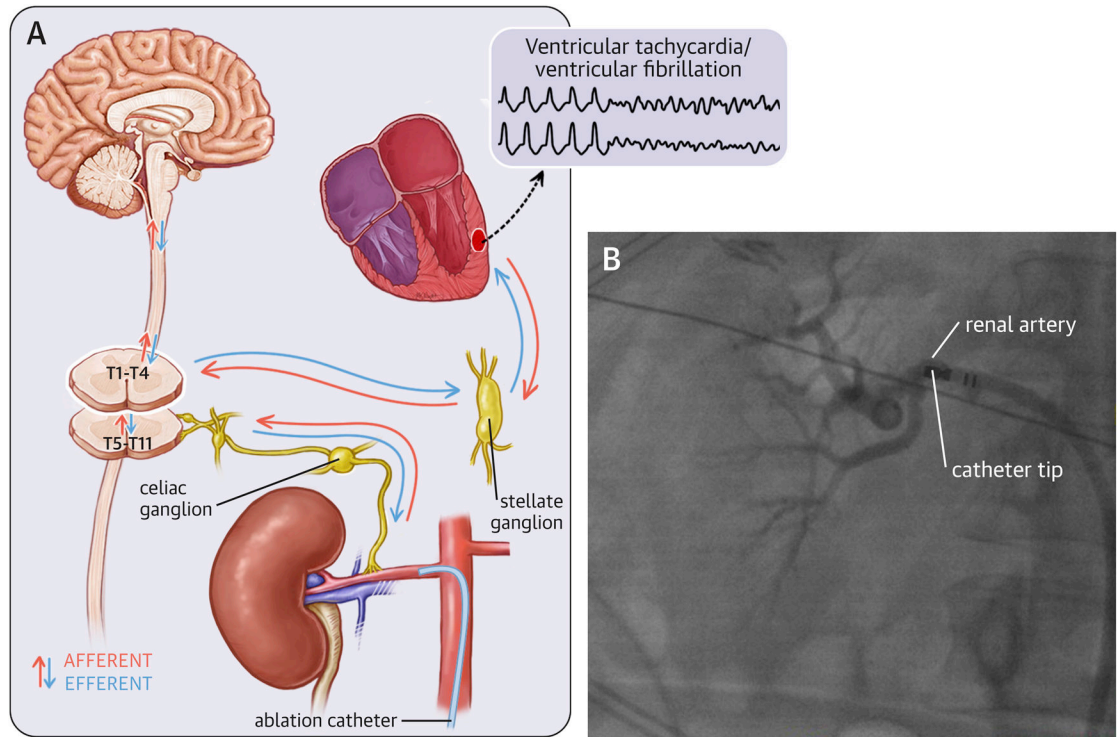 A
Ventricular tachycardia/
ventricular fibrillation
B
renal artery
T1-T4
T5-T11
catheter tip
celiac
ganglion
stellate
ganglion
AFFERENT
EFFERENT
ablation catheter